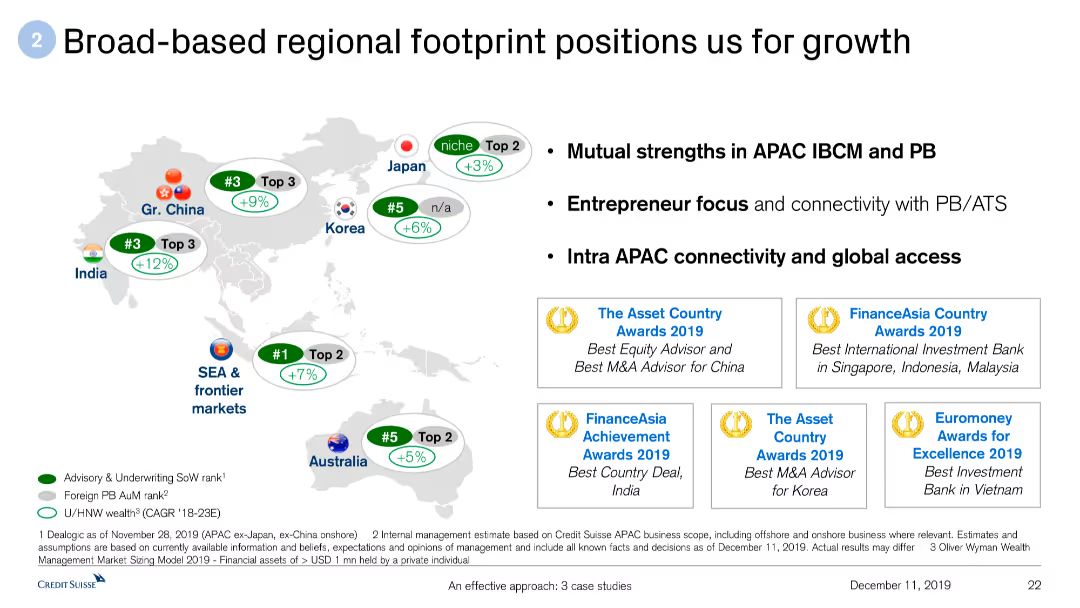 2
Broad-based regional footprint positions us for growth
Japan
niche Top 2
+3%
Gr. China
#3 Top 3
+9%
Korea
#5 n/a
+6%
India
#3 Top 3
+12%
SEA &
frontier
markets
#1 Top 2
+7%
Australia
#5 Top 2
+5%
Advisory & Underwriting SoW rank1
Foreign PB AuM rank2
U/HNW wealth3 (CAGR '18-23E)
• Mutual strengths in APAC IBCM and PB
• Entrepreneur focus and connectivity with PB/ATS
• Intra APAC connectivity and global access
The Asset Country
Awards 2019
Best Equity Advisor and
Best M&A Advisor for China
FinanceAsia Country
Awards 2019
Best International Investment Bank
in Singapore, Indonesia, Malaysia
FinanceAsia
Achievement
Awards 2019
Best Country Deal,
India
The Asset
Country
Awards 2019
Best M&A Advisor
for Korea
Euromoney
Awards for
Excellence 2019
Best Investment
Bank in Vietnam
1 Dealogic as of November 28, 2019 (APAC ex-Japan, ex-China onshore) 2 Internal management estimate based on Credit Suisse APAC business scope, including offshore and onshore business where relevant. Estimates and
assumptions are based on currently available information and beliefs, expectations and opinions of management and include all known facts and decisions as of December 11, 2019. Actual results may differ 3 Oliver Wyman Wealth
Management Market Sizing Model 2019 - Financial assets of > USD 1 mn held by a private individual
CREDIT SUISSE
An effective approach: 3 case studies
December 11, 2019
22